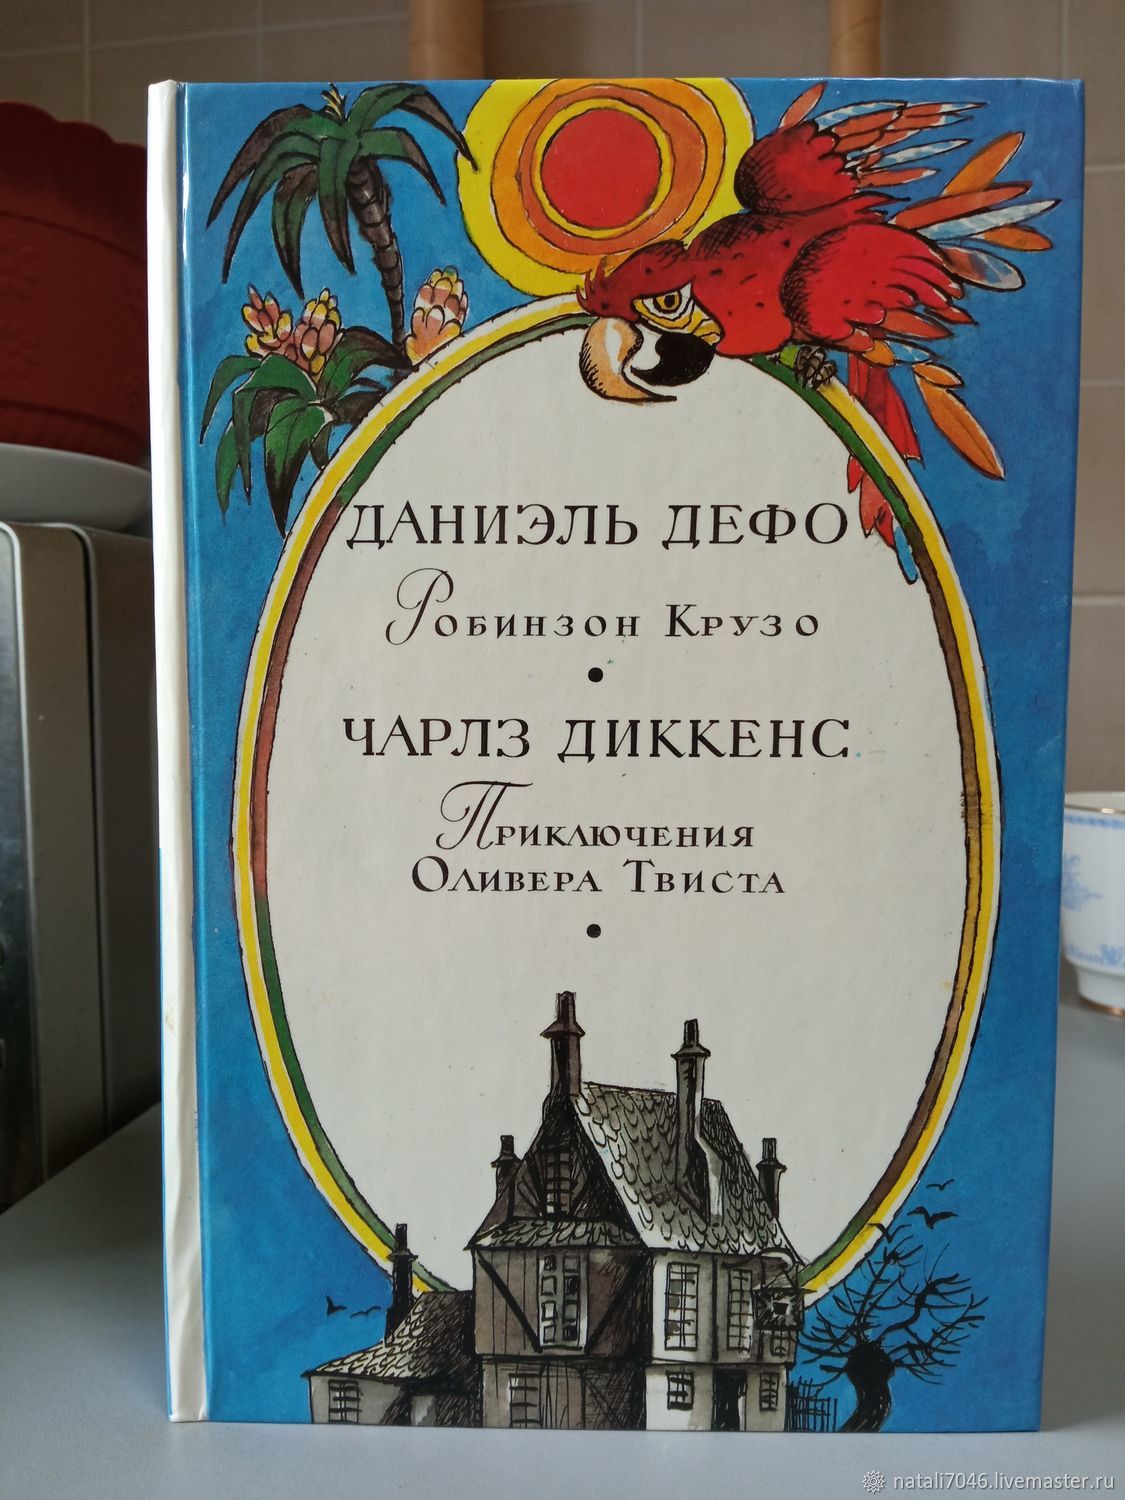 ДАНИЭЛЬ ДЕФО
РОБИНЗОН КРУЗО
ЧАРЛЗ ДИККЕНС
ПРИКЛЮЧЕНИЯ
ОЛИВЕРА ТВИСТА
natali7046.livemaster.ru